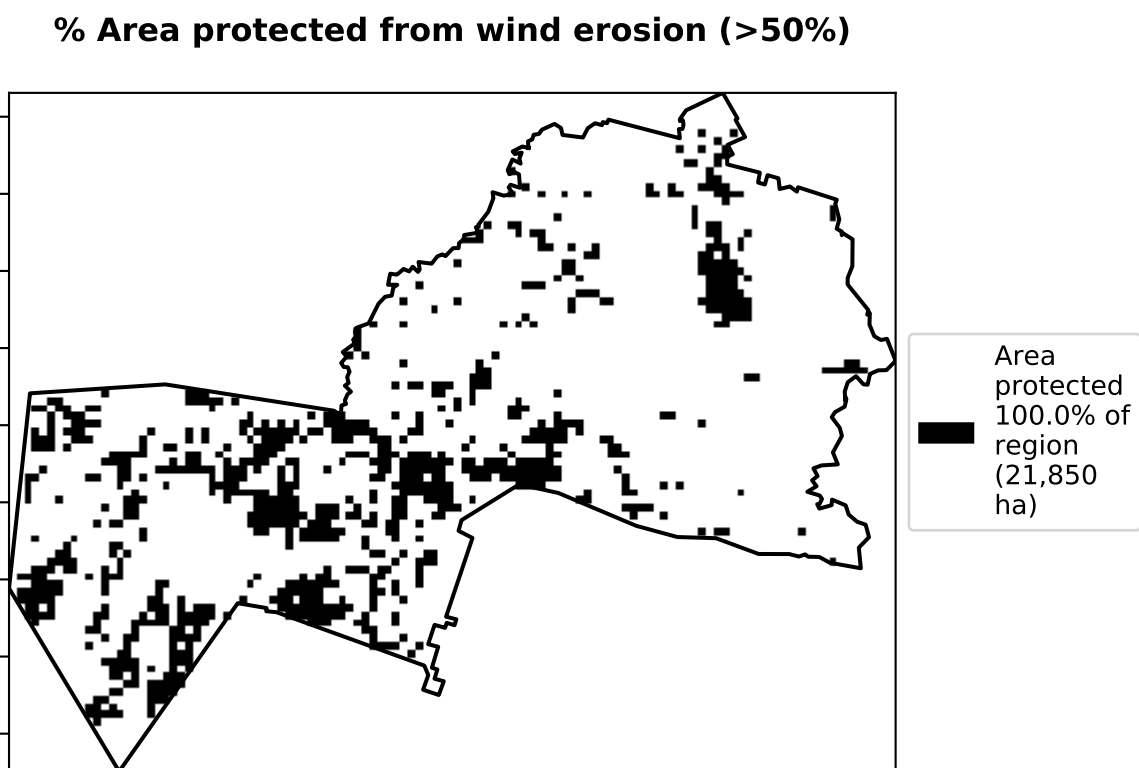 % Area protected from wind erosion (>50%)
Area
protected
100.0% of
region
(21,850
ha)